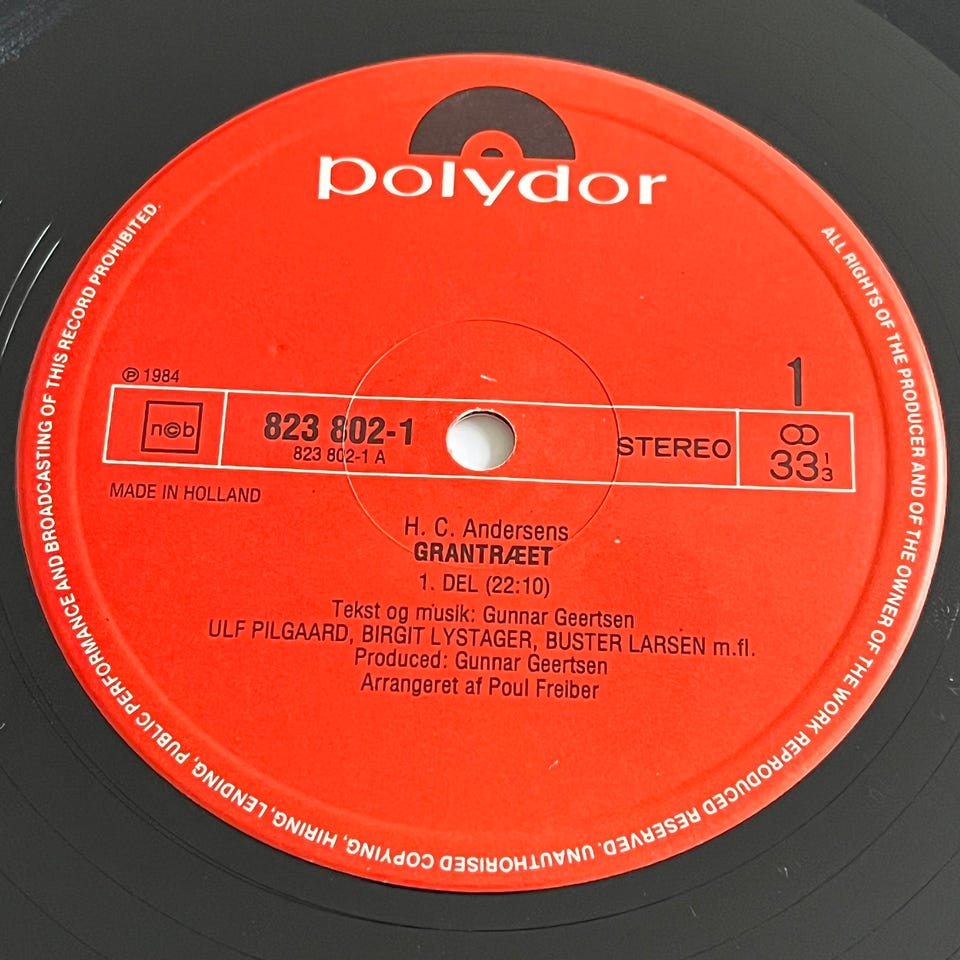 polydor
ALL RIGHTS OF THE PRODUCER AND OF THE OWNER OF THE WORK REPRODUCED RESERVED. UNAUTHORISED COPYING, HIRING, LENDING, PUBLIC PERFORMANCE AND BROADCASTING OF THIS RECORD PROHIBITED.
℗ 1984
1
n©b
823 802-1
823 802-1 A
STEREO
33 1/3
MADE IN HOLLAND
H. C. Andersens
GRANTRÆET
1. DEL (22:10)
Tekst og musik: Gunnar Geertsen
ULF PILGAARD, BIRGIT LYSTAGER, BUSTER LARSEN m.fl.
Produced: Gunnar Geertsen
Arrangeret af Poul Freiber